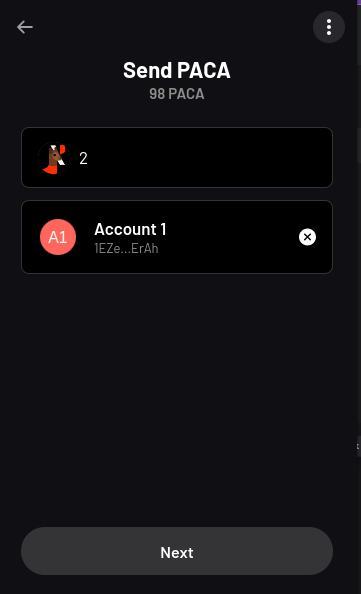 Send PACA
98 PACA
2
A1
Account 1
1EZe...ErAh
Next